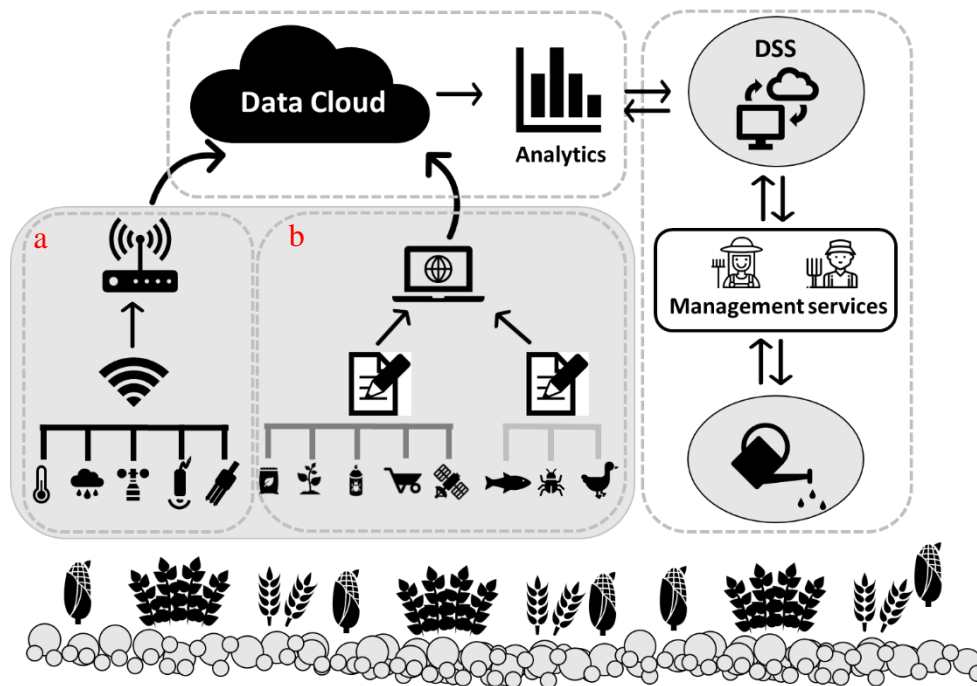 DSS
Data Cloud
Analytics
a
b
Management services